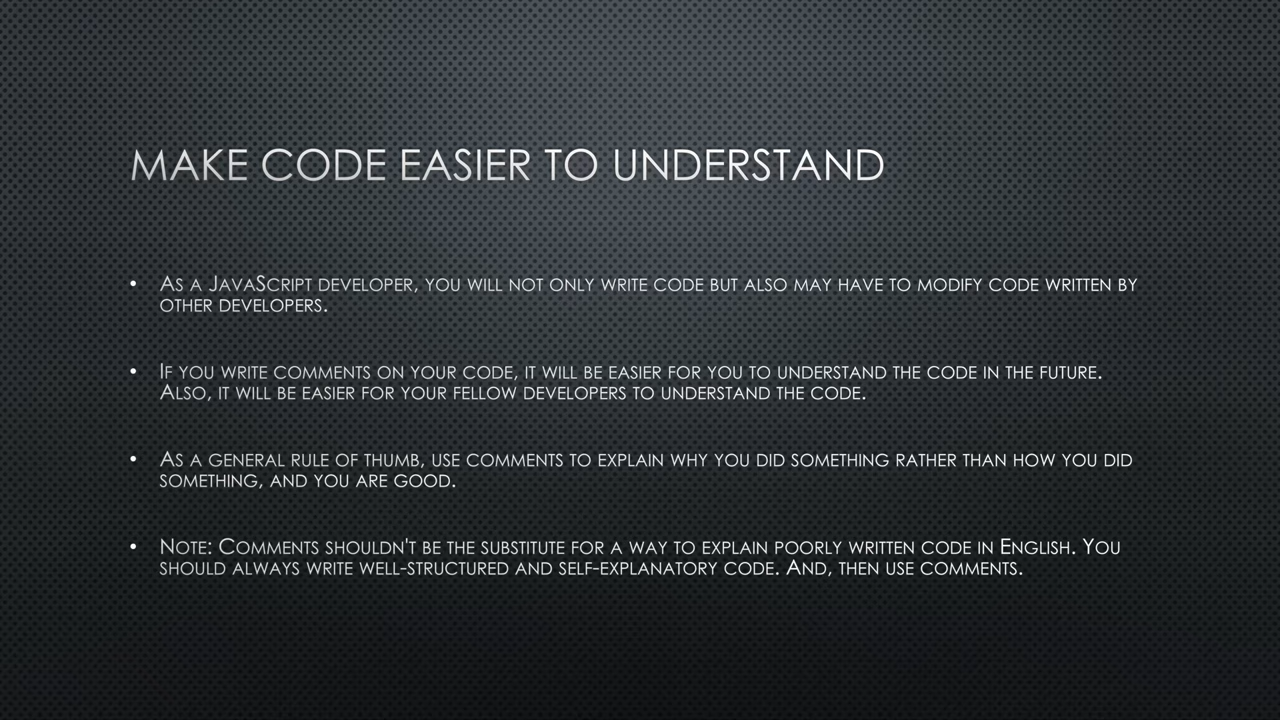 MAKE CODE EASIER TO UNDERSTAND
• As a JavaScript developer, you will not only write code but also may have to modify code written by
other developers.
• If you write comments on your code, it will be easier for you to understand the code in the future.
Also, it will be easier for your fellow developers to understand the code.
• As a general rule of thumb, use comments to explain why you did something rather than how you did
something, and you are good.
• Note: Comments shouldn't be the substitute for a way to explain poorly written code in English. You
should always write well-structured and self-explanatory code. And, then use comments.